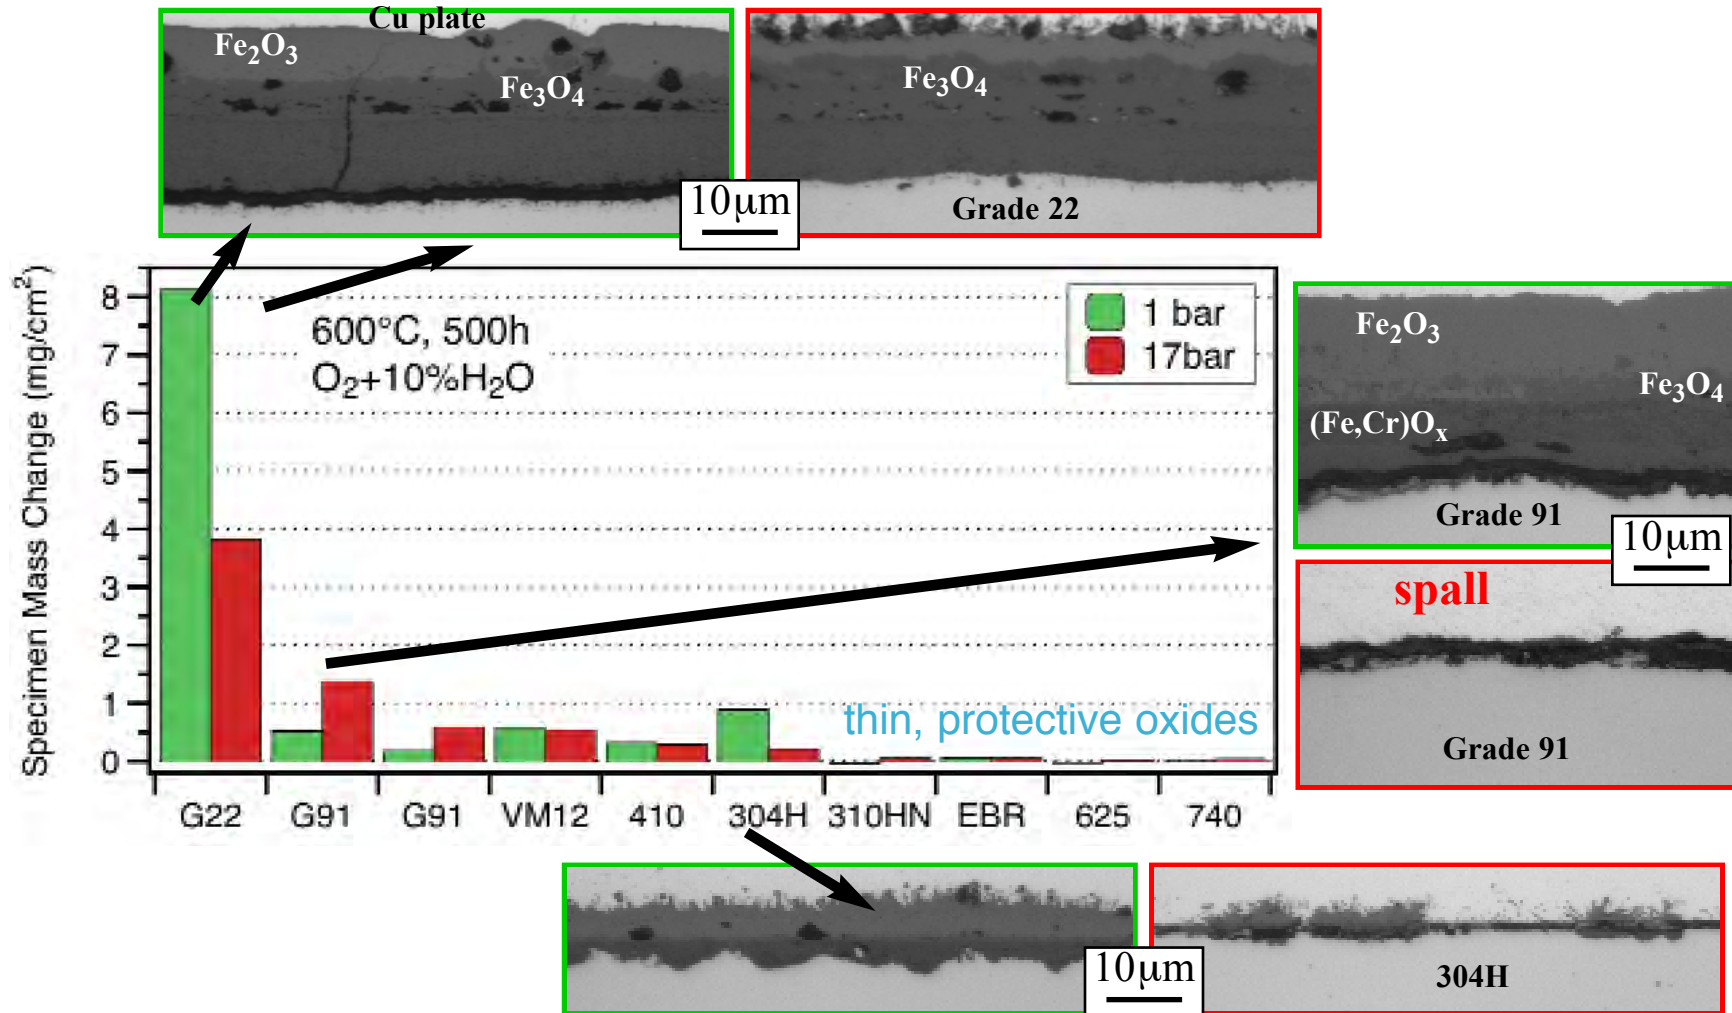 Cu plate
Fe2O3
Fe3O4
Fe3O4
10μm
Grade 22
Specimen Mass Change (mg/cm2)
8
7
6
5
4
3
2
1
0
600°C, 500h
O2+10%H2O
1 bar
17bar
thin, protective oxides
G22 G91 G91 VM12 410 304H 310HN EBR 625 740
Fe2O3
Fe3O4
(Fe,Cr)Ox
Grade 91
10μm
spall
Grade 91
10μm
304H